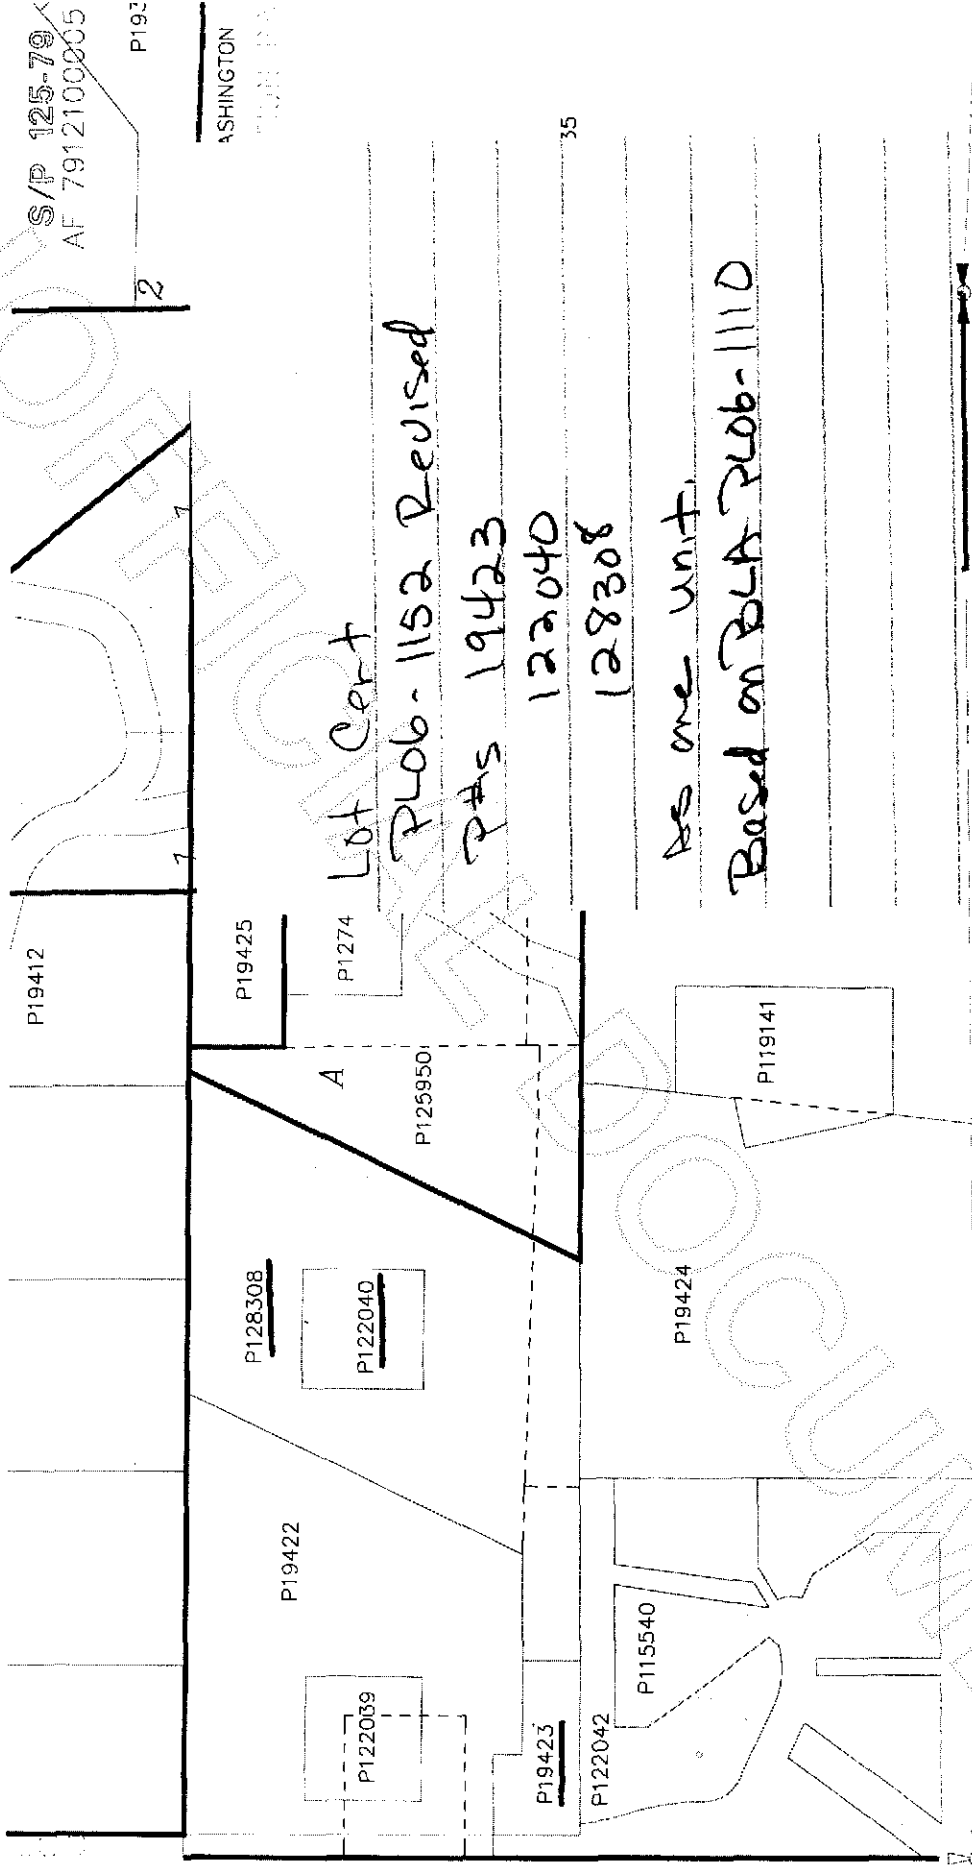 S/P 125-79
AF 7912100005
P193
ASHINGTON
2
1
1
35
P19412
P19425
P1274
A
P125950
P128308
P122040
P19422
P122039
P19423
P122042
P115540
P19424
P119141
Lot Cert
PL06-1152 Revised
P#s 19423
122040
128308
As one unit.
Based on BLA PL06-1110
OFFICIAL DOCUM